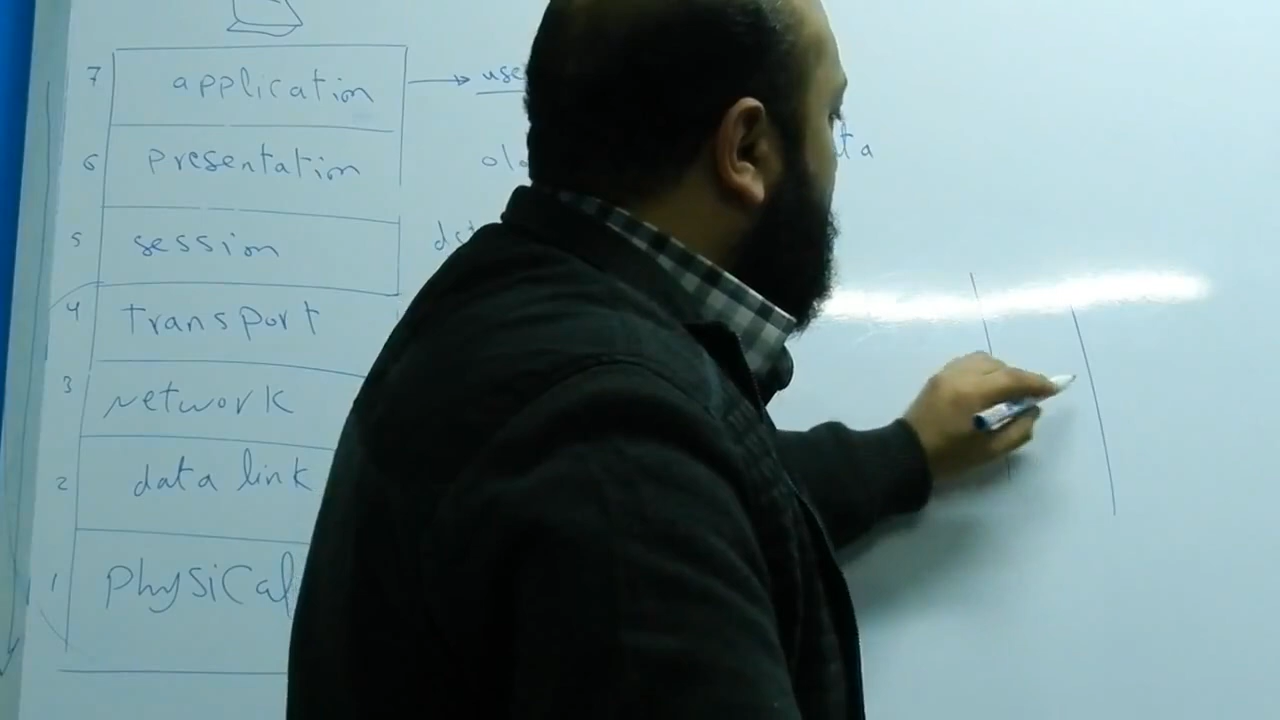 7 application
6 presentation
5 session
4 transport
3 network
2 data link
1 physical